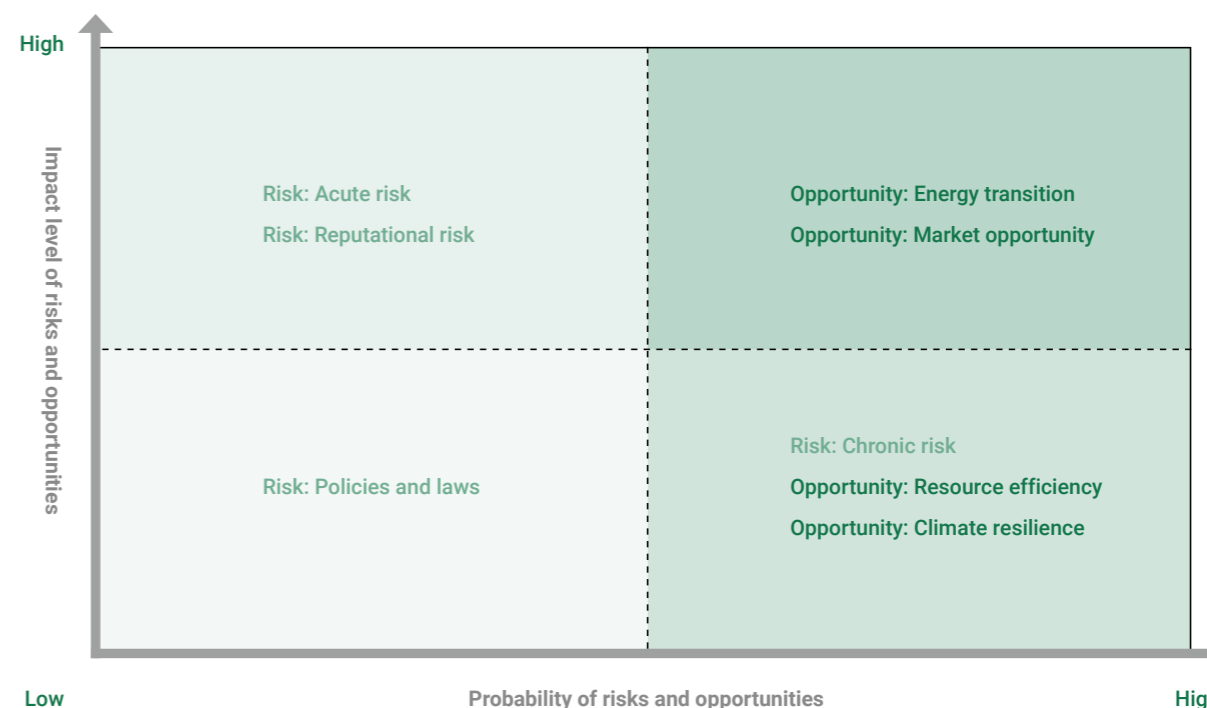 High
Impact level of risks and opportunities
Risk: Acute risk
Risk: Reputational risk
Opportunity: Energy transition
Opportunity: Market opportunity
Risk: Policies and laws
Risk: Chronic risk
Opportunity: Resource efficiency
Opportunity: Climate resilience
Low
Probability of risks and opportunities
Hig